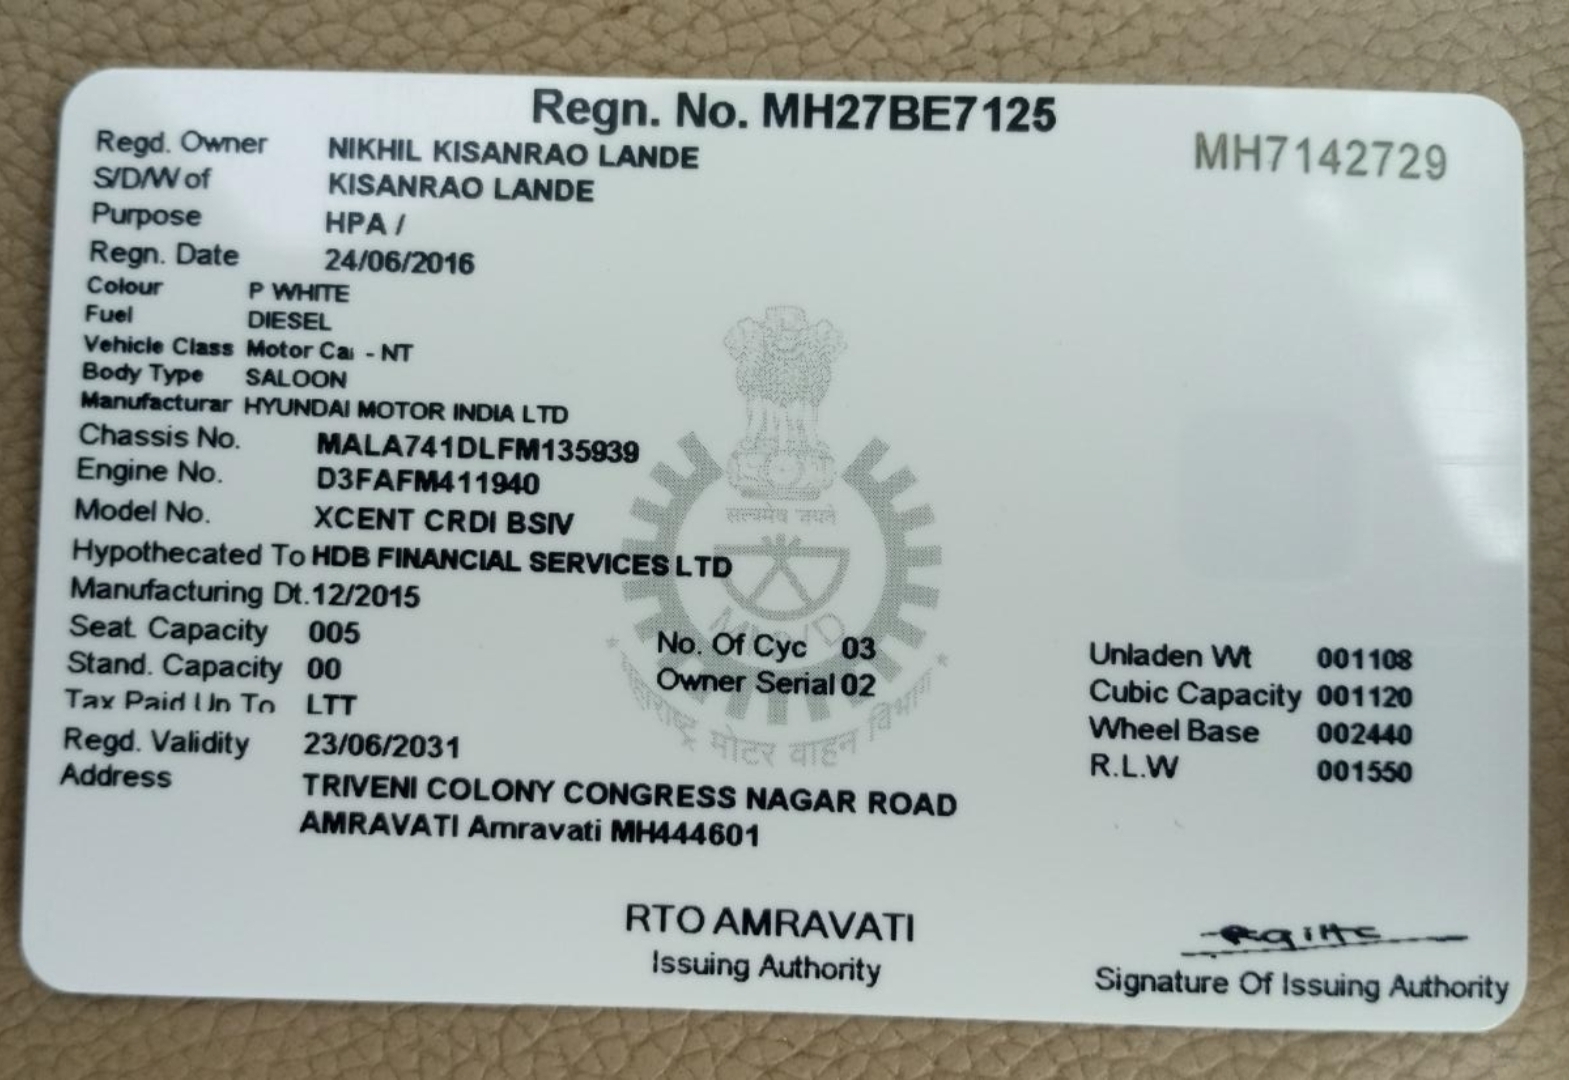 Regn. No. MH27BE7125
MH7142729
Regd. Owner NIKHIL KISANRAO LANDE
S/D/W of KISANRAO LANDE
Purpose HPA /
Regn. Date 24/06/2016
Colour P WHITE
Fuel DIESEL
Vehicle Class Motor Car - NT
Body Type SALOON
Manufacturar HYUNDAI MOTOR INDIA LTD
Chassis No. MALA741DLFM135939
Engine No. D3FAFM411940
Model No. XCENT CRDI BSIV
सत्यमेव जयते
Hypothecated To HDB FINANCIAL SERVICES LTD
Manufacturing Dt. 12/2015
Seat. Capacity 005 No. Of Cyc 03 Unladen Wt 001108
Stand. Capacity 00 Owner Serial 02 Cubic Capacity 001120
Tax Paid Up To LTT Wheel Base 002440
Regd. Validity 23/06/2031 R.L.W 001550
महाराष्ट्र मोटर वाहन विभाग
Address TRIVENI COLONY CONGRESS NAGAR ROAD
AMRAVATI Amravati MH444601
RTO AMRAVATI
Issuing Authority
Signature Of Issuing Authority